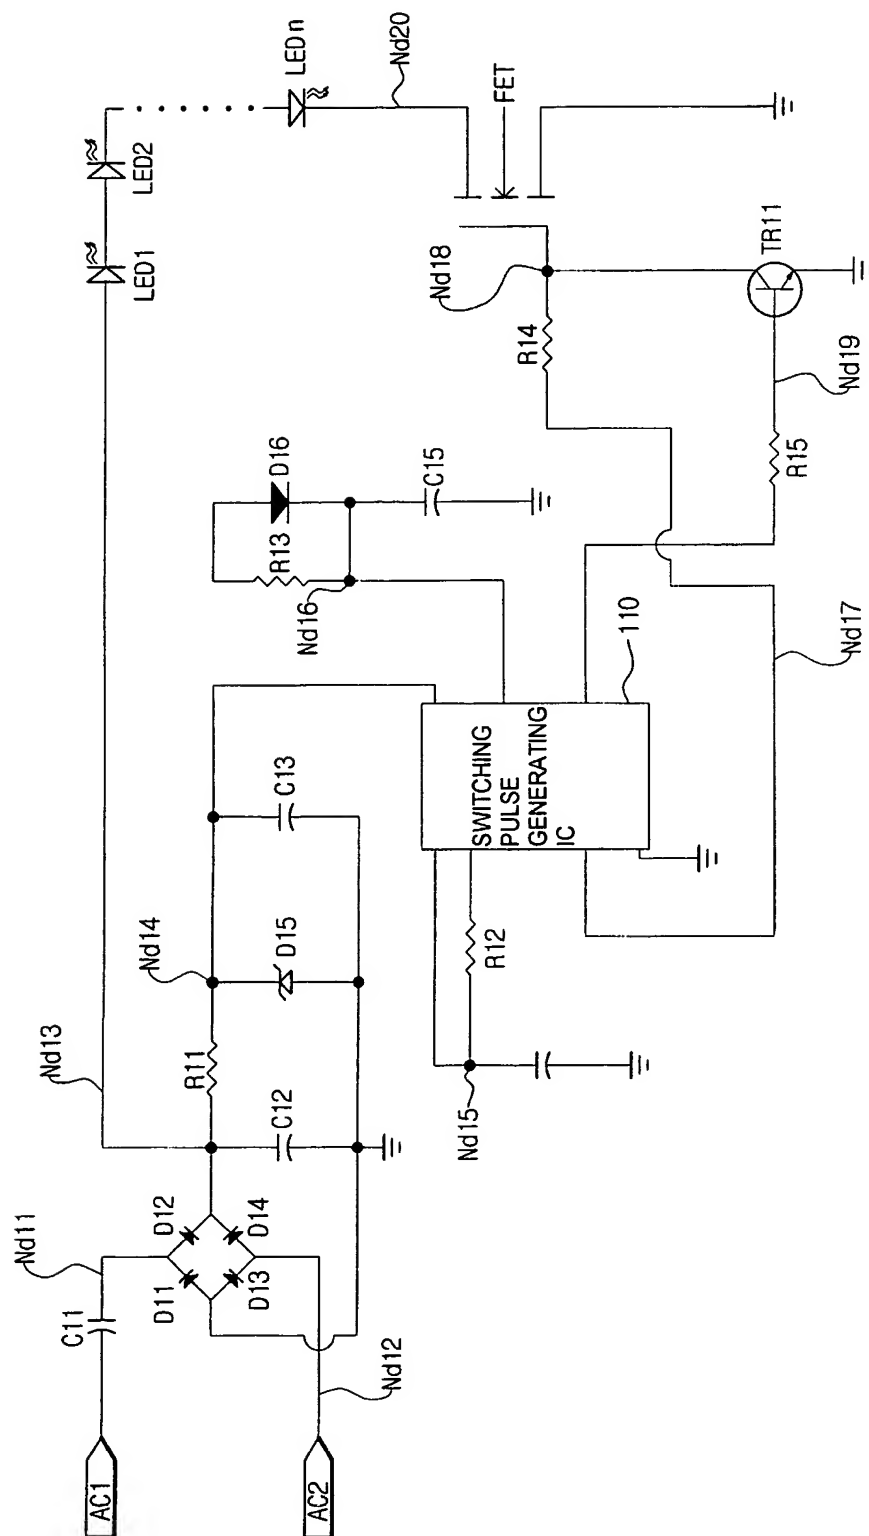 LEDn
Nd20
LED2
LED1
FET
Nd18
TR11
R14
Nd19
R15
D16
R13
C15
Nd16
110
Nd17
SWITCHING
PULSE
GENERATING
IC
C13
Nd14
D15
R12
Nd13
R11
C12
Nd15
Nd11
D12
D14
D11
D13
C11
Nd12
AC1
AC2